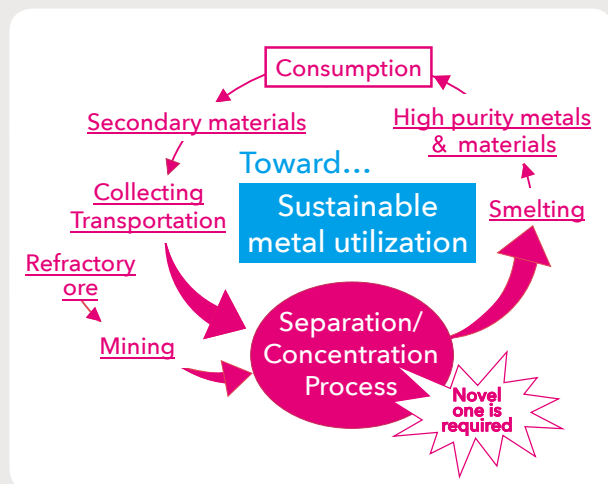 Consumption
Secondary materials
High purity metals
& materials
Toward...
Collecting
Transportation
Sustainable
metal utilization
Smelting
Refractory
ore
Mining
Separation/
Concentration
Process
Novel
one is
required